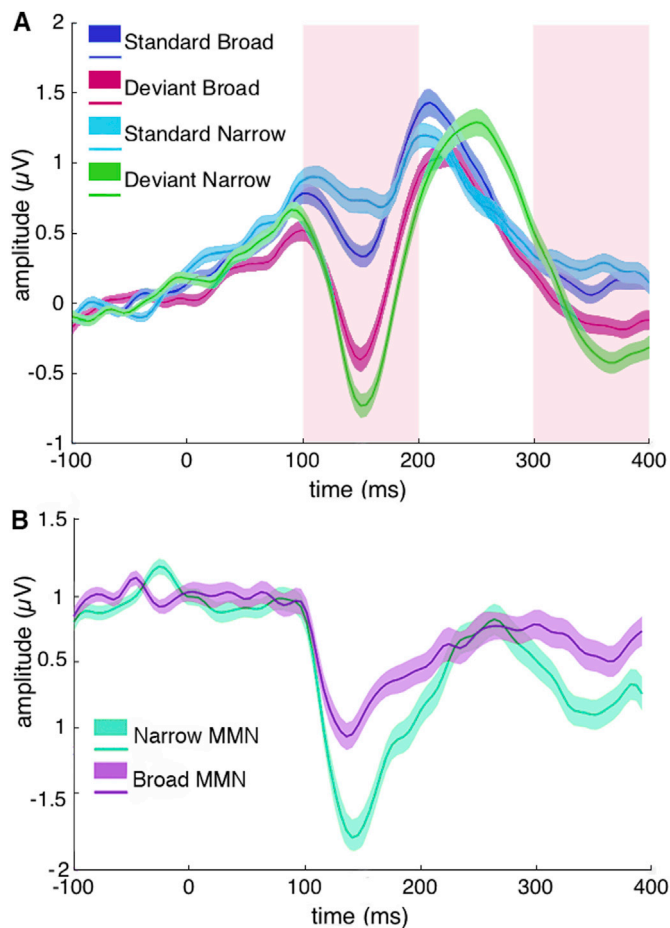 A
2
1.5
1
0.5
0
-0.5
-1
amplitude (µV)
Standard Broad
Deviant Broad
Standard Narrow
Deviant Narrow
-100 0 100 200 300 400
time (ms)
B
1.5
1
0.5
1
-1.5
-2
amplitude (µV)
Narrow MMN
Broad MMN
-100 0 100 200 300 400
time (ms)